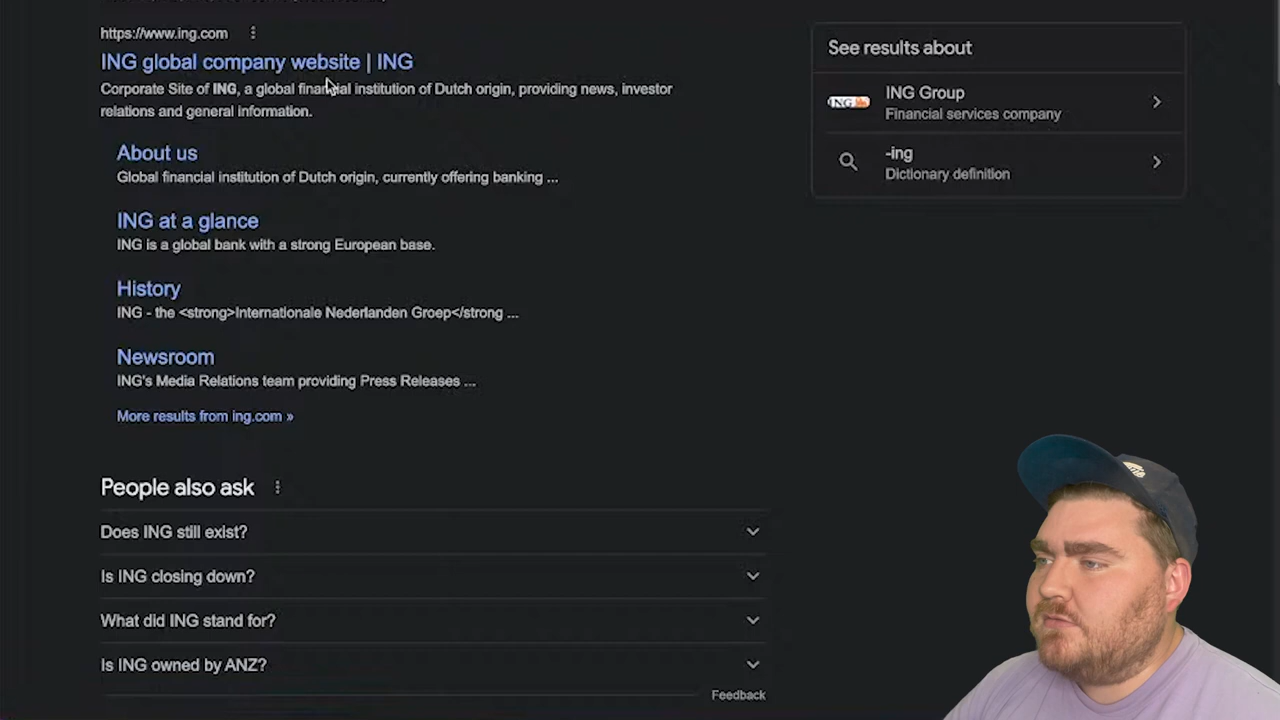 https://www.ing.com
ING global company website | ING
Corporate Site of ING, a global financial institution of Dutch origin, providing news, investor
relations and general information.
About us
Global financial institution of Dutch origin, currently offering banking ...
ING at a glance
ING is a global bank with a strong European base.
History
ING - the <strong>Internationale Nederlanden Groep</strong ...
Newsroom
ING's Media Relations team providing Press Releases ...
More results from ing.com »
People also ask
Does ING still exist?
Is ING closing down?
What did ING stand for?
Is ING owned by ANZ?
Feedback
See results about
ING
ING Group
Financial services company
-ing
Dictionary definition